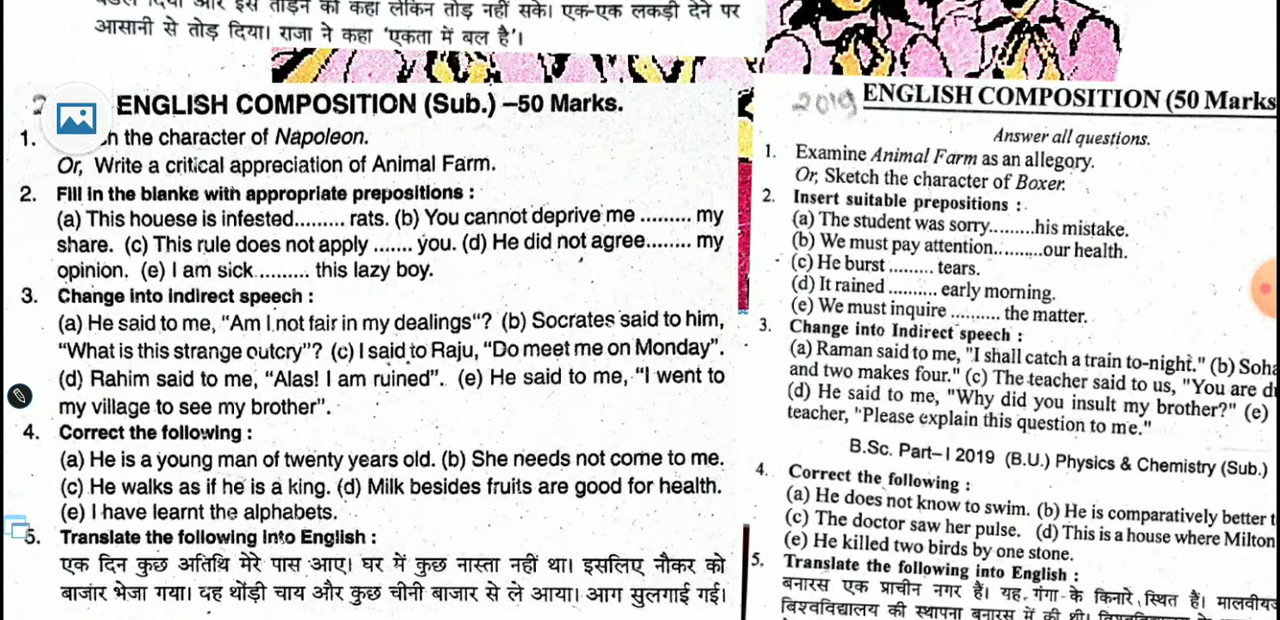 और इसे तोड़ने को कहा लेकिन तोड़ नहीं सके। एक-एक लकड़ी देने पर
आसानी से तोड़ दिया। राजा ने कहा 'एकता में बल है'।
ENGLISH COMPOSITION (Sub.) –50 Marks.
1. the character of Napoleon.
Or, Write a critical appreciation of Animal Farm.
2. Fill in the blanke with appropriate prepositions :
(a) This houese is infested......... rats. (b) You cannot deprive me ......... my
share. (c) This rule does not apply ....... you. (d) He did not agree........ my
opinion. (e) I am sick.......... this lazy boy.
3. Change into indirect speech :
(a) He said to me, “Am I not fair in my dealings“? (b) Socrates said to him,
“What is this strange outcry”? (c) I said to Raju, “Do meet me on Monday”.
(d) Rahim said to me, “Alas! I am ruined”. (e) He said to me, “I went to
my village to see my brother”.
4. Correct the following :
(a) He is a young man of twenty years old. (b) She needs not come to me.
(c) He walks as if he is a king. (d) Milk besides fruits are good for health.
(e) I have learnt the alphabets.
5. Translate the following into English :
एक दिन कुछ अतिथि मेरे पास आए। घर में कुछ नास्ता नहीं था। इसलिए नौकर को
बाजार भेजा गया। वह थोंड़ी चाय और कुछ चीनी बाजार से ले आया। आग सुलगाई गई।
2019 ENGLISH COMPOSITION (50 Marks
Answer all questions.
1. Examine Animal Farm as an allegory.
Or, Sketch the character of Boxer.
2. Insert suitable prepositions :
(a) The student was sorry.........his mistake.
(b) We must pay attention..........our health.
(c) He burst ......... tears.
(d) It rained .......... early morning.
(e) We must inquire .......... the matter.
3. Change into Indirect speech :
(a) Raman said to me, "I shall catch a train to-night." (b)
and two makes four." (c) The teacher said to us, "You are
(d) He said to me, "Why did you insult my brother?" (e)
teacher, "Please explain this question to me."
B.Sc. Part–I 2019 (B.U.) Physics & Chemistry (Sub.)
4. Correct the following :
(a) He does not know to swim. (b) He is comparatively better
(c) The doctor saw her pulse. (d) This is a house where Milton
(e) He killed two birds by one stone.
5. Translate the following into English :
बनारस एक प्राचीन नगर हैं। यह गंगा के किनारे स्थित हैं। मालवीय
विश्वविद्यालय की स्थापना बनारस में की थी।